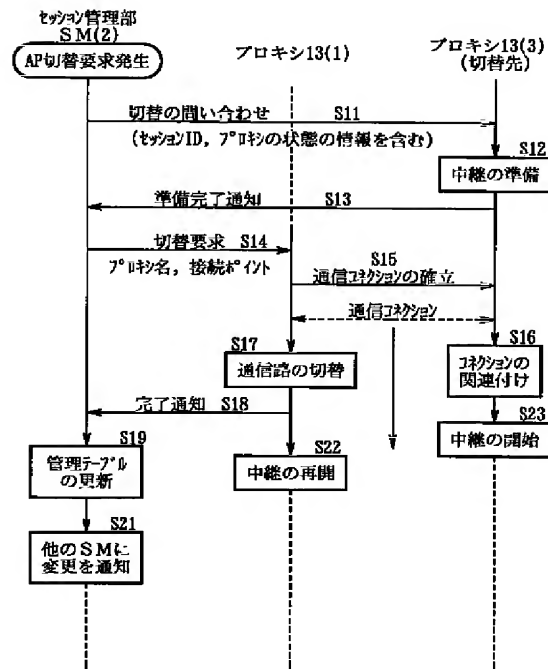 ｾｯｼｮﾝ管理部
ＳＭ(2)
AP切替要求発生
プロキシ13(1)
プロキシ13(3)
(切替先)
切替の問い合わせ S11
(ｾｯｼｮﾝID，ﾌﾟﾛｷｼの状態の情報を含む)
S12
中継の準備
準備完了通知 S13
切替要求 S14
ﾌﾟﾛｷｼ名，接続ﾎﾟｲﾝﾄ
S15
通信ｺﾈｸｼｮﾝの確立
通信ｺﾈｸｼｮﾝ
S16
ｺﾈｸｼｮﾝの
関連付け
S17
通信路の切替
完了通知 S18
S23
中継の開始
S19
管理ﾃｰﾌﾞﾙ
の更新
S22
中継の再開
S21
他のＳＭに
変更を通知